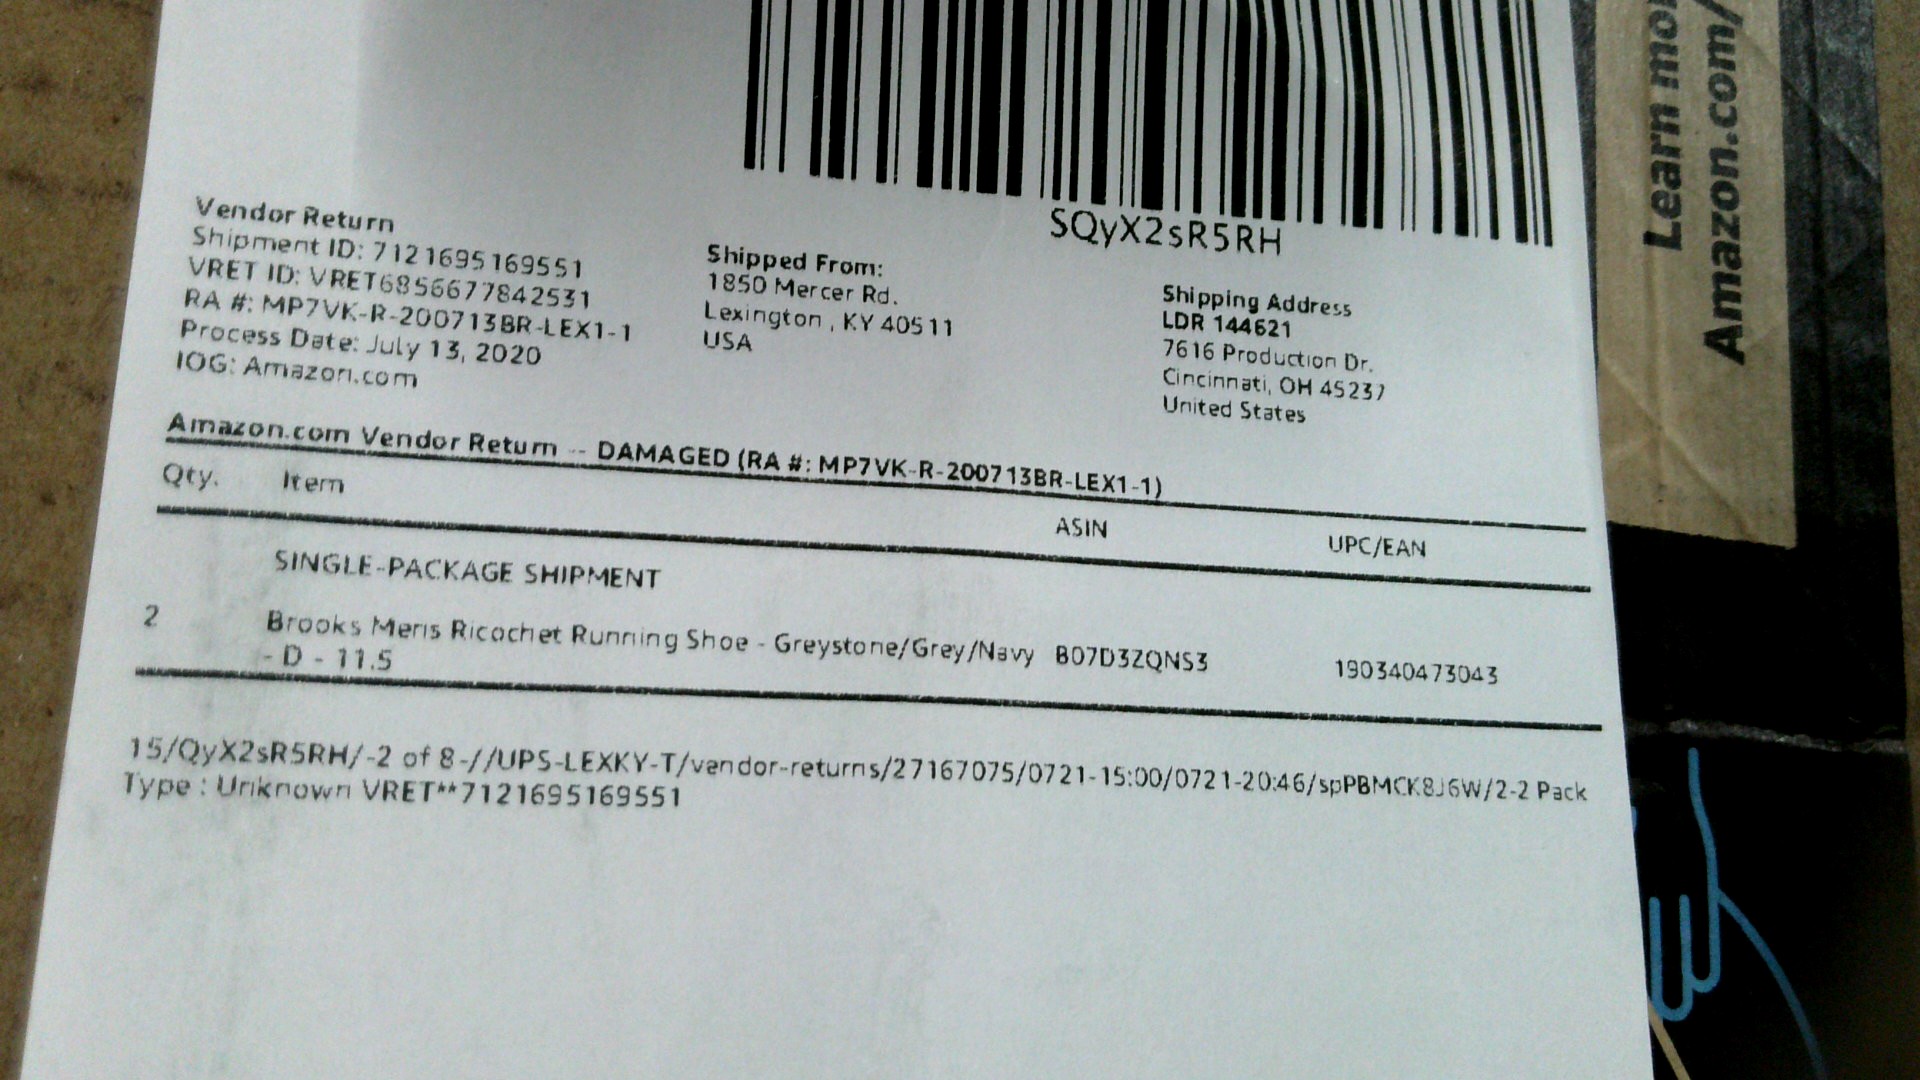 SQyX2sR5RH
Vendor Return
Shipment ID: 7121695169551
VRET ID: VRET6856677842531
RA #: MP7VK-R-200713BR-LEX1-1
Process Date: July 13, 2020
IOG: Amazon.com
Shipped From:
1850 Mercer Rd.
Lexington , KY 40511
USA
Shipping Address
LDR 144621
7616 Production Dr.
Cincinnati, OH 45237
United States
Amazon.com Vendor Return -- DAMAGED (RA #: MP7VK-R-200713BR-LEX1-1)
Qty. Item ASIN UPC/EAN
SINGLE-PACKAGE SHIPMENT
2 Brooks Mens Ricochet Running Shoe - Greystone/Grey/Navy B07D3ZQNS3 190340473043
- D - 11.5
15/QyX2sR5RH/-2 of 8-//UPS-LEXKY-T/vendor-returns/27167075/0721-15:00/0721-20:46/spPBMCK8J6W/2-2 Pack
Type : Unknown VRET**7121695169551
Learn
Amazon.com/